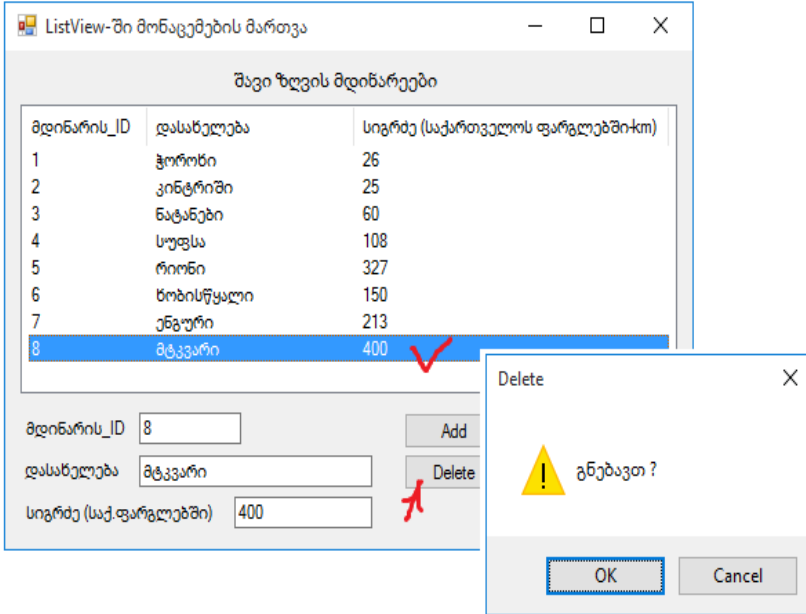 ListView-ში მონაცემების მართვა
შავი ზღვის მდინარეები
მდინარის_ID დასახელება სიგრძე (საქართველოს ფარგლებში-km)
1 ჭოროხი 26
2 კინტრიში 25
3 ნატანები 60
4 სუფსა 108
5 რიონი 327
6 ხობისწყალი 150
7 ენგური 213
8 მტკვარი 400
მდინარის_ID 8 Add
დასახელება მტკვარი Delete
სიგრძე (საქ.ფარგლებში) 400
Delete
გნებავთ ?
OK Cancel